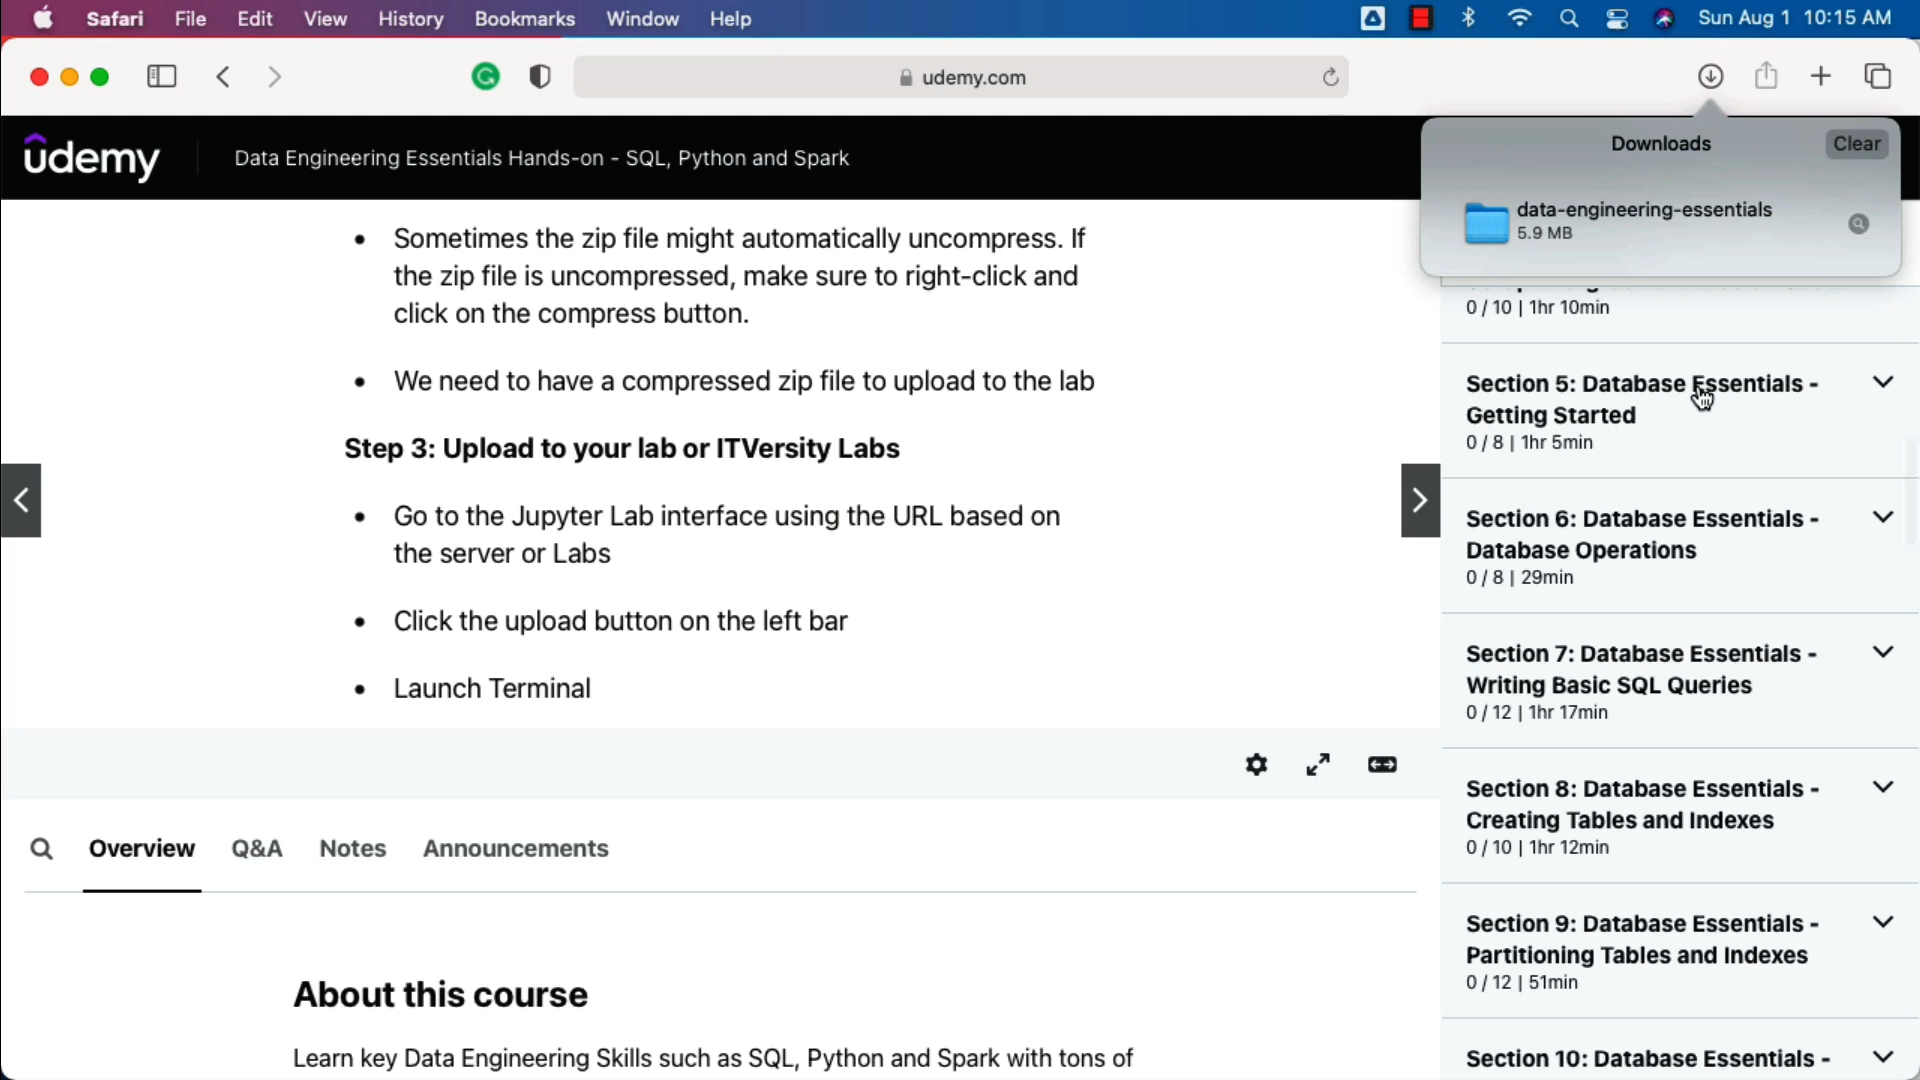 Safari File Edit View History Bookmarks Window Help Sun Aug 1 10:15 AM
udemy.com
Downloads Clear
data-engineering-essentials
5.9 MB
udemy Data Engineering Essentials Hands-on - SQL, Python and Spark
• Sometimes the zip file might automatically uncompress. If
the zip file is uncompressed, make sure to right-click and
click on the compress button.
• We need to have a compressed zip file to upload to the lab
Step 3: Upload to your lab or ITVersity Labs
• Go to the Jupyter Lab interface using the URL based on
the server or Labs
• Click the upload button on the left bar
• Launch Terminal
Overview Q&A Notes Announcements
About this course
Learn key Data Engineering Skills such as SQL, Python and Spark with tons of
0 / 10 | 1hr 10min
Section 5: Database Essentials -
Getting Started
0 / 8 | 1hr 5min
Section 6: Database Essentials -
Database Operations
0 / 8 | 29min
Section 7: Database Essentials -
Writing Basic SQL Queries
0 / 12 | 1hr 17min
Section 8: Database Essentials -
Creating Tables and Indexes
0 / 10 | 1hr 12min
Section 9: Database Essentials -
Partitioning Tables and Indexes
0 / 12 | 51min
Section 10: Database Essentials -